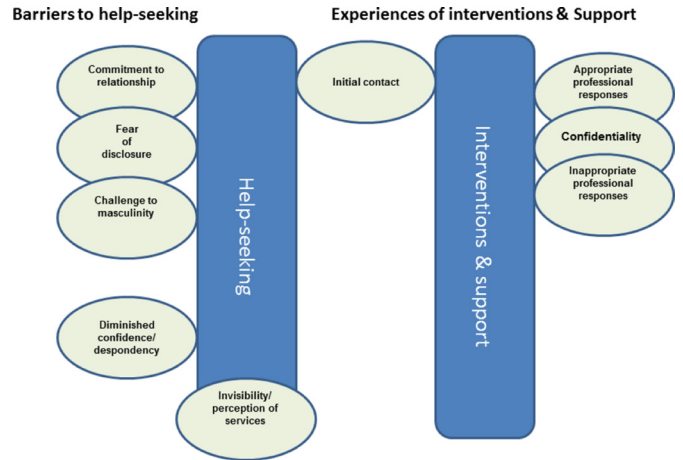 Barriers to help-seeking
Experiences of interventions & Support
Commitment to
relationship
Fear
of
disclosure
Challenge to
masculinity
Diminished
confidence/
despondency
Invisibility/
perception of
services
Help-seeking
Initial contact
Interventions & support
Appropriate
professional
responses
Confidentiality
Inappropriate
professional
responses